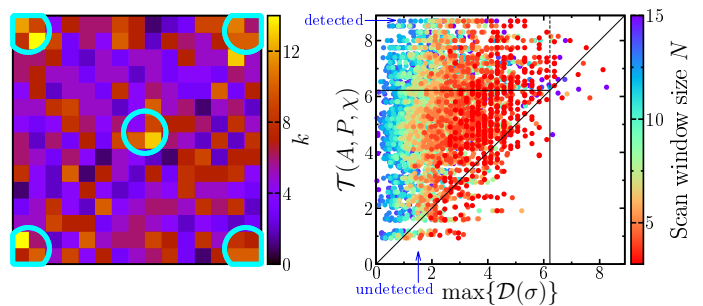 12
8
4
0
k
detected
8
6
4
2
0
𝒯(A, P, χ)
0
2
4
6
8
undetected
max{𝒟(σ)}
15
10
5
Scan window size N